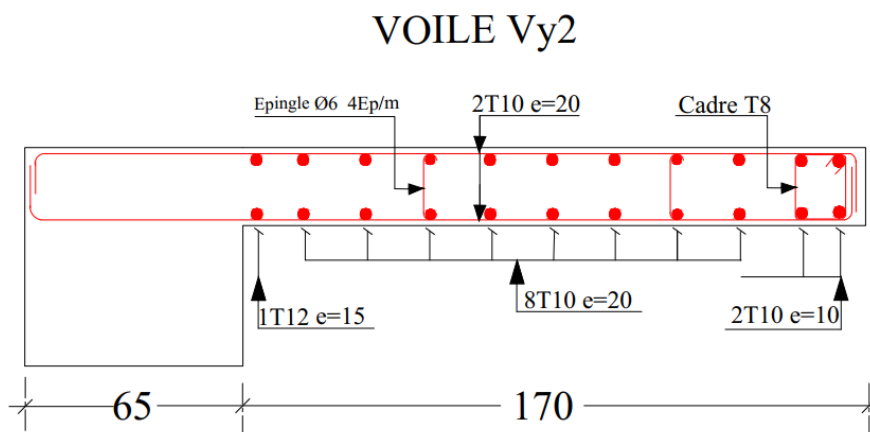 VOILE Vy2
Epingle Ø6 4Ep/m
2T10 e=20
Cadre T8
1T12 e=15
8T10 e=20
2T10 e=10
65
170